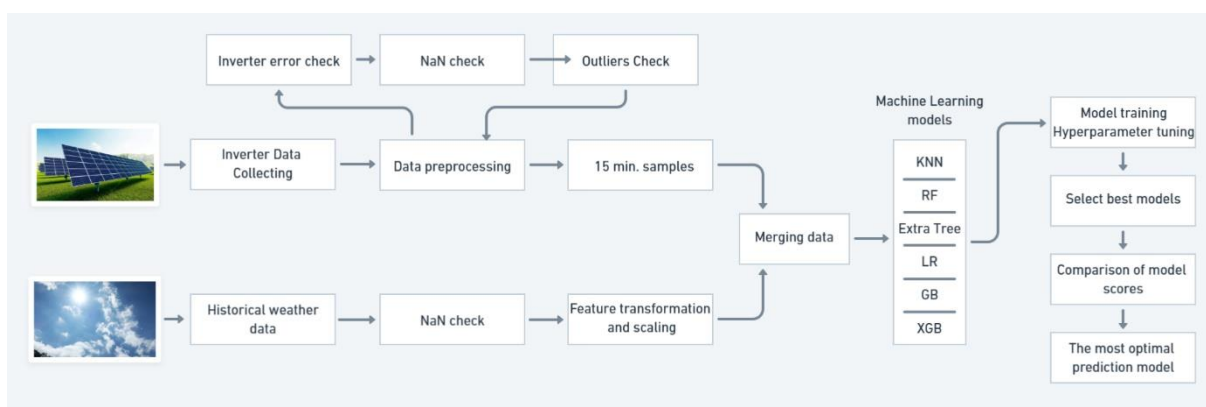 Inverter error check
NaN check
Outliers Check
Inverter Data
Collecting
Data preprocessing
15 min. samples
Historical weather
data
NaN check
Feature transformation
and scaling
Merging data
Machine Learning
models
KNN
RF
Extra Tree
LR
GB
XGB
Model training
Hyperparameter tuning
Select best models
Comparison of model
scores
The most optimal
prediction model